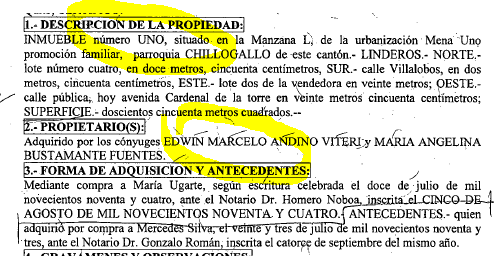 1.- DESCRIPCION DE LA PROPIEDAD:
INMUEBLE número UNO, situado en la Manzana L, de la urbanización Mena Uno
promoción familiar, parroquia CHILLOGALLO de este cantón.- LINDEROS.- NORTE.-
lote número cuatro, en doce metros, cincuenta centímetros, SUR.- calle Villalobos, en doce
metros, cincuenta centímetros, ESTE.- lote dos de la vendedora en veinte metros; OESTE.-
calle pública, hoy avenida Cardenal de la torre en veinte metros cincuenta centímetros;
SUPERFICIE.- doscientos cincuenta metros cuadrados.--
2.- PROPIETARIO(S):
Adquirido por los cónyuges EDWIN MARCELO ANDINO VITERI y MARIA ANGELINA
BUSTAMANTE FUENTES.
3.- FORMA DE ADQUISICION Y ANTECEDENTES:
Mediante compra a María Ugarte, según escritura celebrada el doce de julio de mil
novecientos noventa y cuatro, ante el Notario Dr. Homero Noboa, inscrita el CINCO DE
AGOSTO DE MIL NOVECIENTOS NOVENTA Y CUATRO. ANTECEDENTES.- quien
adquirió por compra a Mercedes Silva, el veinte y tres de julio de mil novecientos noventa y
tres, ante el Notario Dr. Gonzalo Román, inscrita el catorce de septiembre del mismo año.
4.- GRAVAMENES Y OBSERVACIONES: